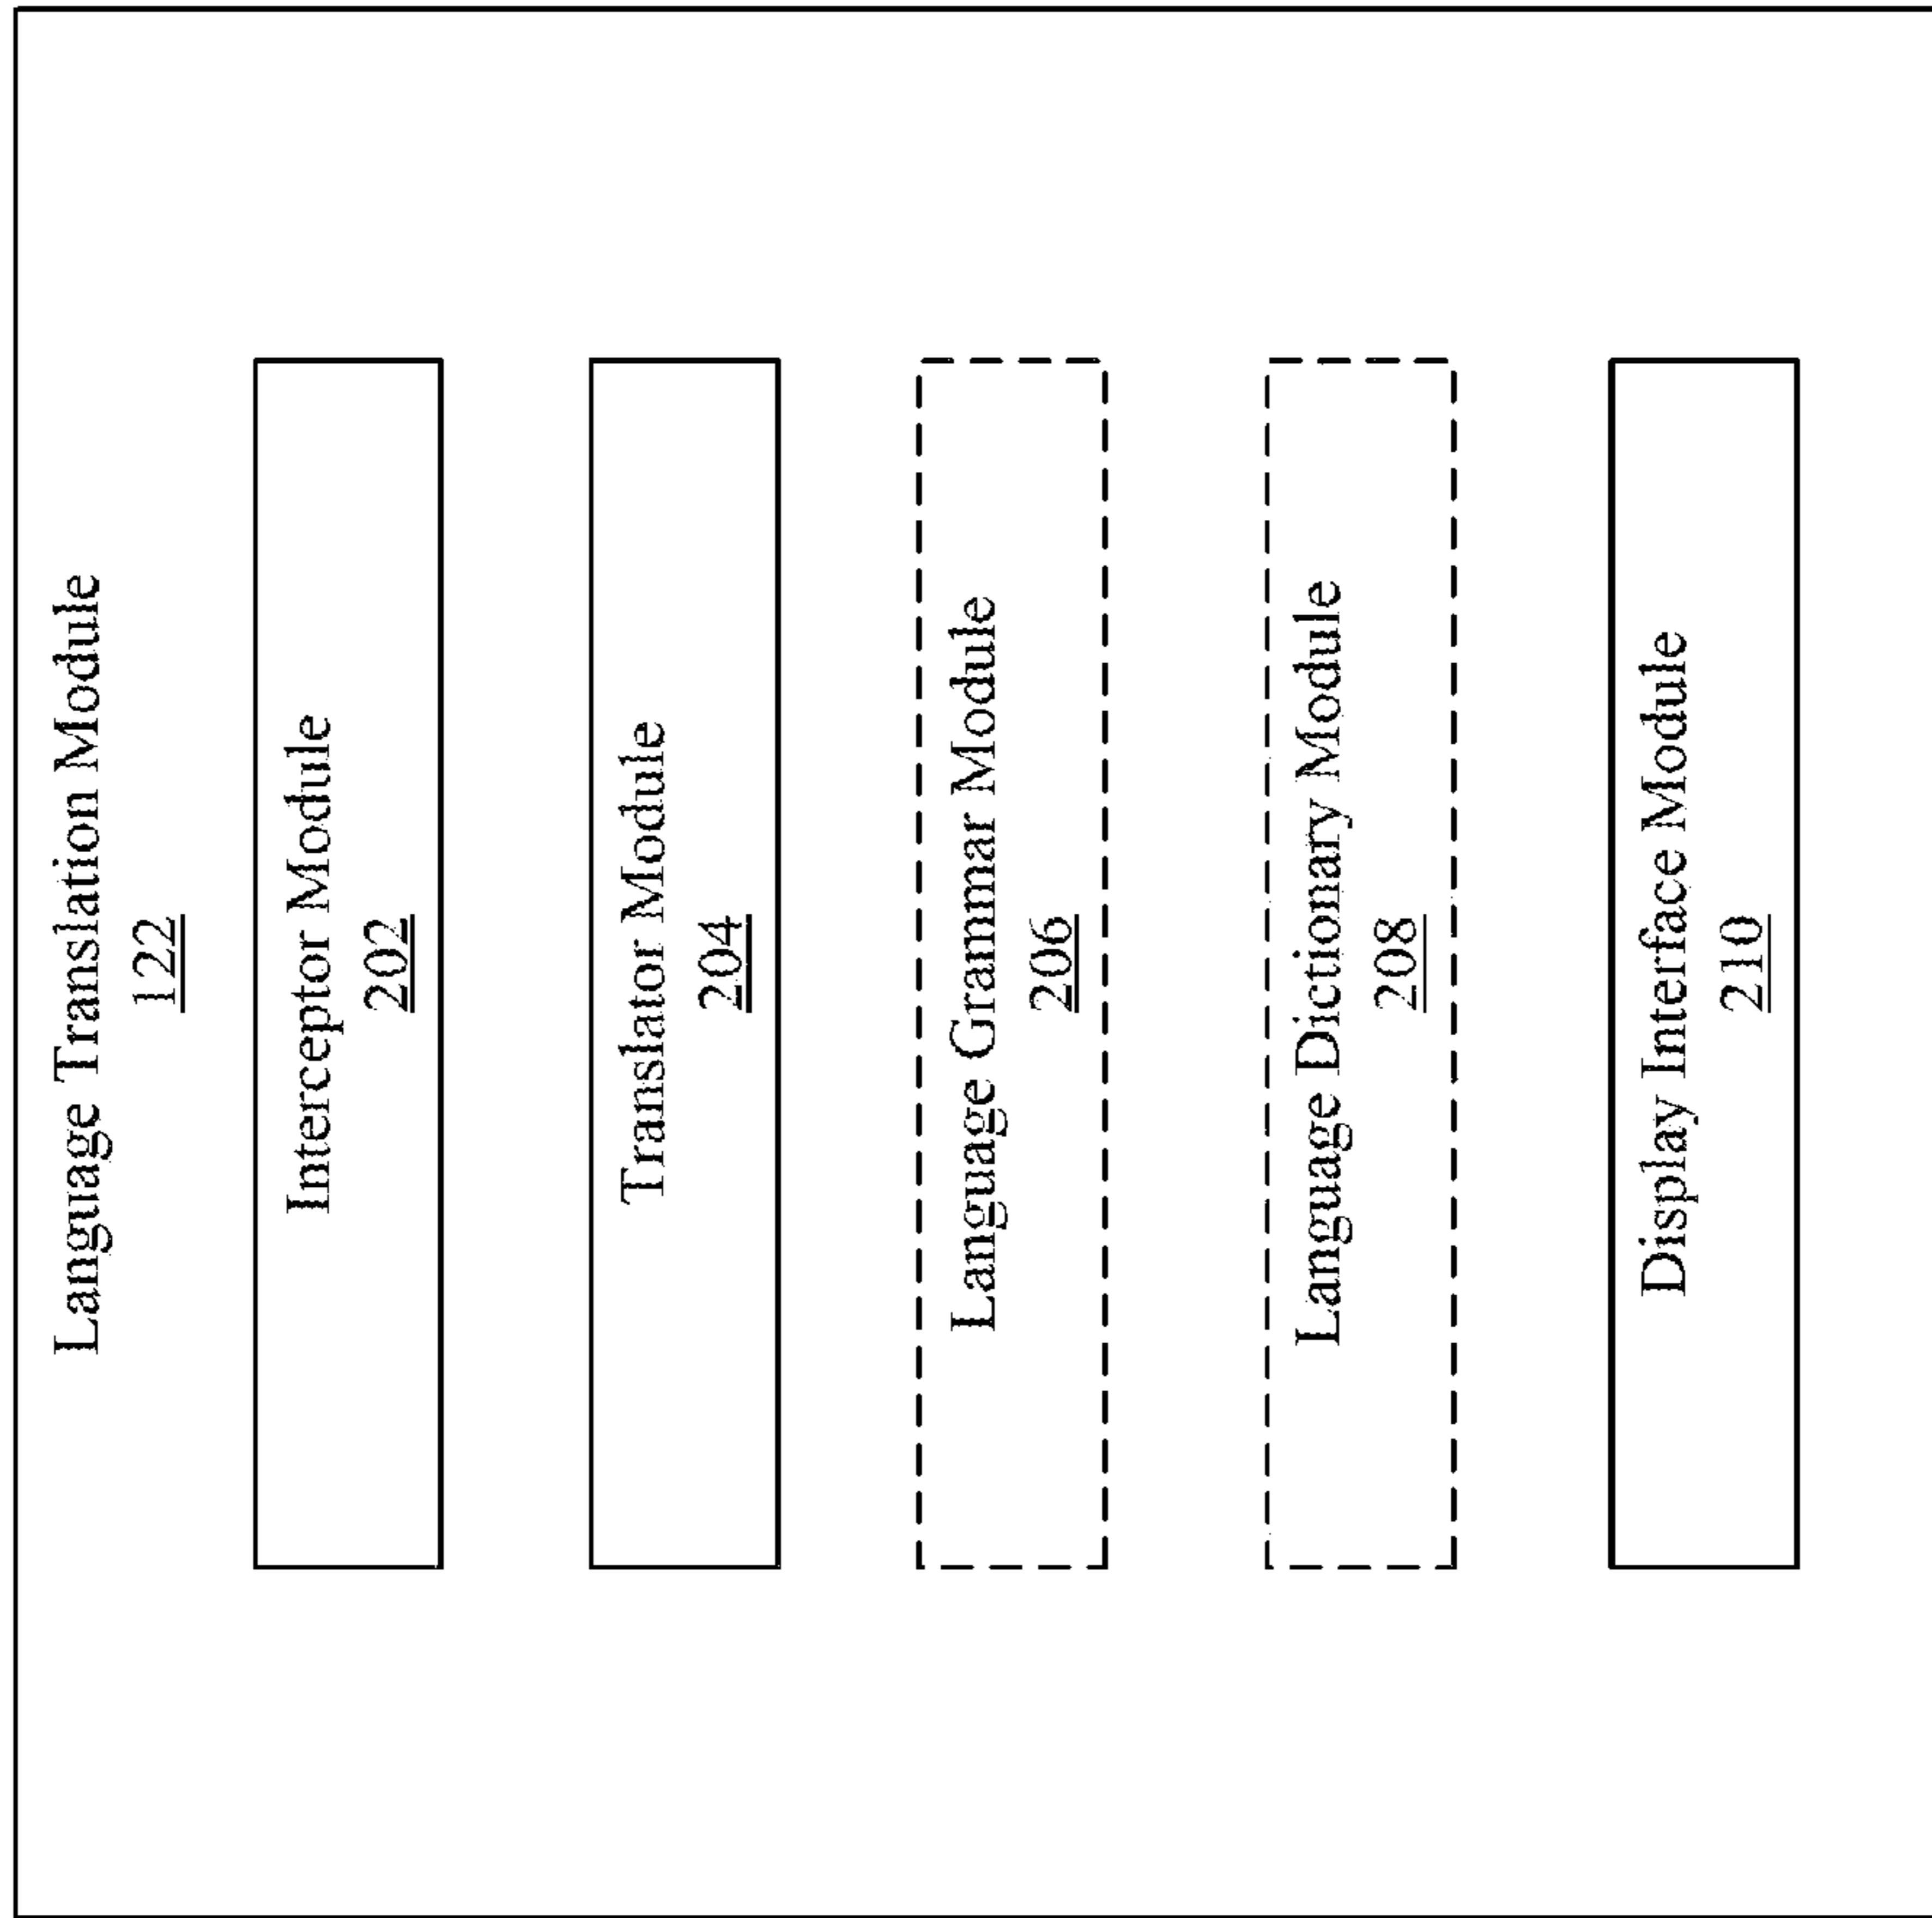 Language Translation Module
122
Interceptor Module
202
Translator Module
204
Language Grammar Module
206
Language Dictionary Module
208
Display Interface Module
210